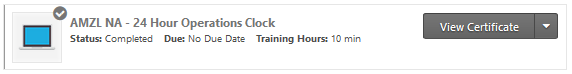 AMZL NA - 24 Hour Operations Clock
Status: Completed Due: No Due Date Training Hours: 10 min
View Certificate